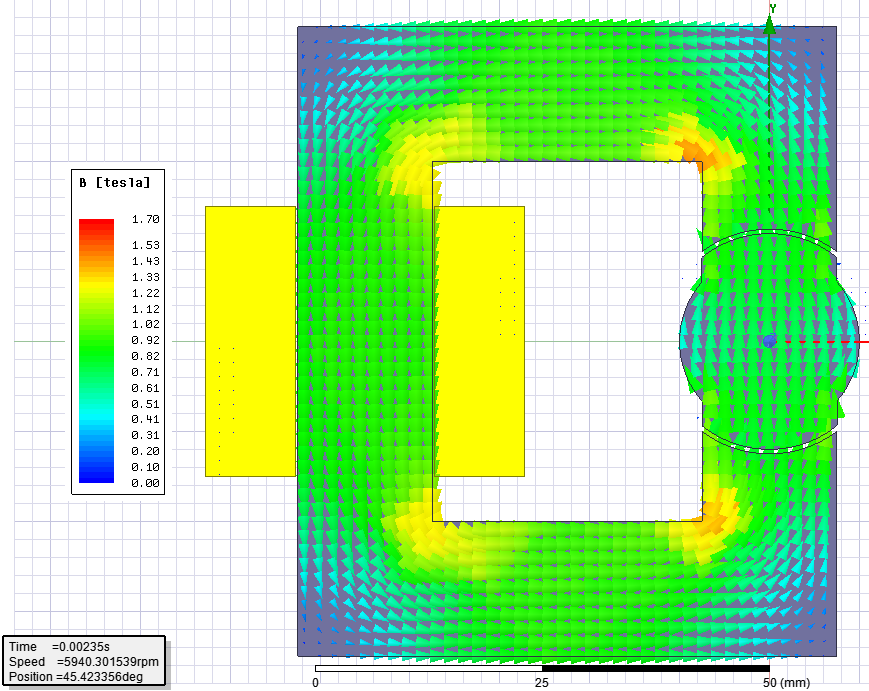 Y
B [tesla]
1.70
1.53
1.43
1.33
1.22
1.12
1.02
0.92
0.82
0.71
0.61
0.51
0.41
0.31
0.20
0.10
0.00
Time =0.00235s
Speed =5940.301539rpm
Position =45.423356deg
0 25 50 (mm)